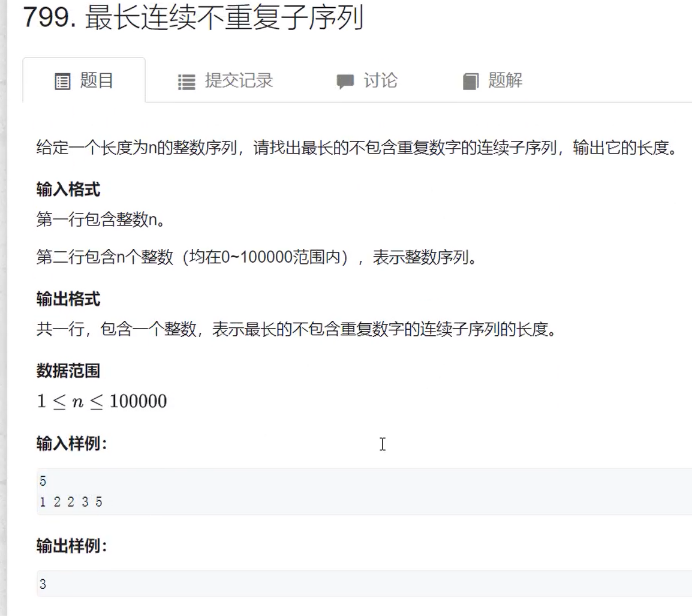 799. 最长连续不重复子序列
题目 提交记录 讨论 题解
给定一个长度为n的整数序列，请找出最长的不包含重复数字的连续子序列，输出它的长度。
输入格式
第一行包含整数n。
第二行包含n个整数（均在0~100000范围内），表示整数序列。
输出格式
共一行，包含一个整数，表示最长的不包含重复数字的连续子序列的长度。
数据范围
1 ≤ n ≤ 100000
输入样例：
5
1 2 2 3 5
输出样例：
3